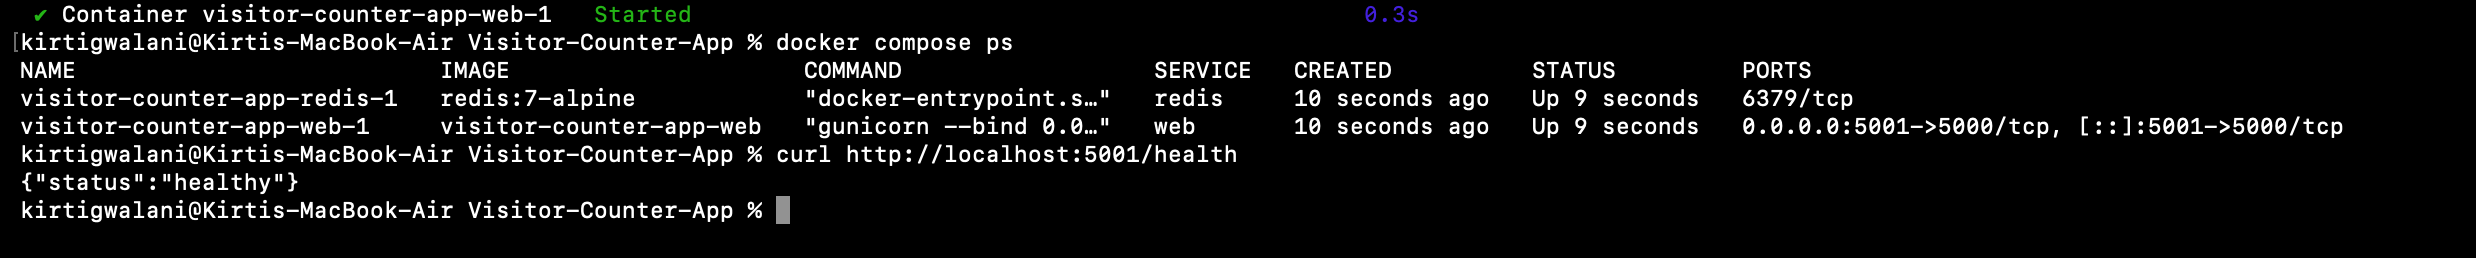 ✔ Container visitor-counter-app-web-1   Started   0.3s
[kirtigwalani@Kirtis-MacBook-Air Visitor-Counter-App % docker compose ps
NAME                          IMAGE                     COMMAND                  SERVICE   CREATED          STATUS         PORTS
visitor-counter-app-redis-1   redis:7-alpine            "docker-entrypoint.s…"   redis     10 seconds ago   Up 9 seconds   6379/tcp
visitor-counter-app-web-1     visitor-counter-app-web   "gunicorn --bind 0.0…"   web       10 seconds ago   Up 9 seconds   0.0.0.0:5001->5000/tcp, [::]:5001->5000/tcp
kirtigwalani@Kirtis-MacBook-Air Visitor-Counter-App % curl http://localhost:5001/health
{"status":"healthy"}
kirtigwalani@Kirtis-MacBook-Air Visitor-Counter-App %